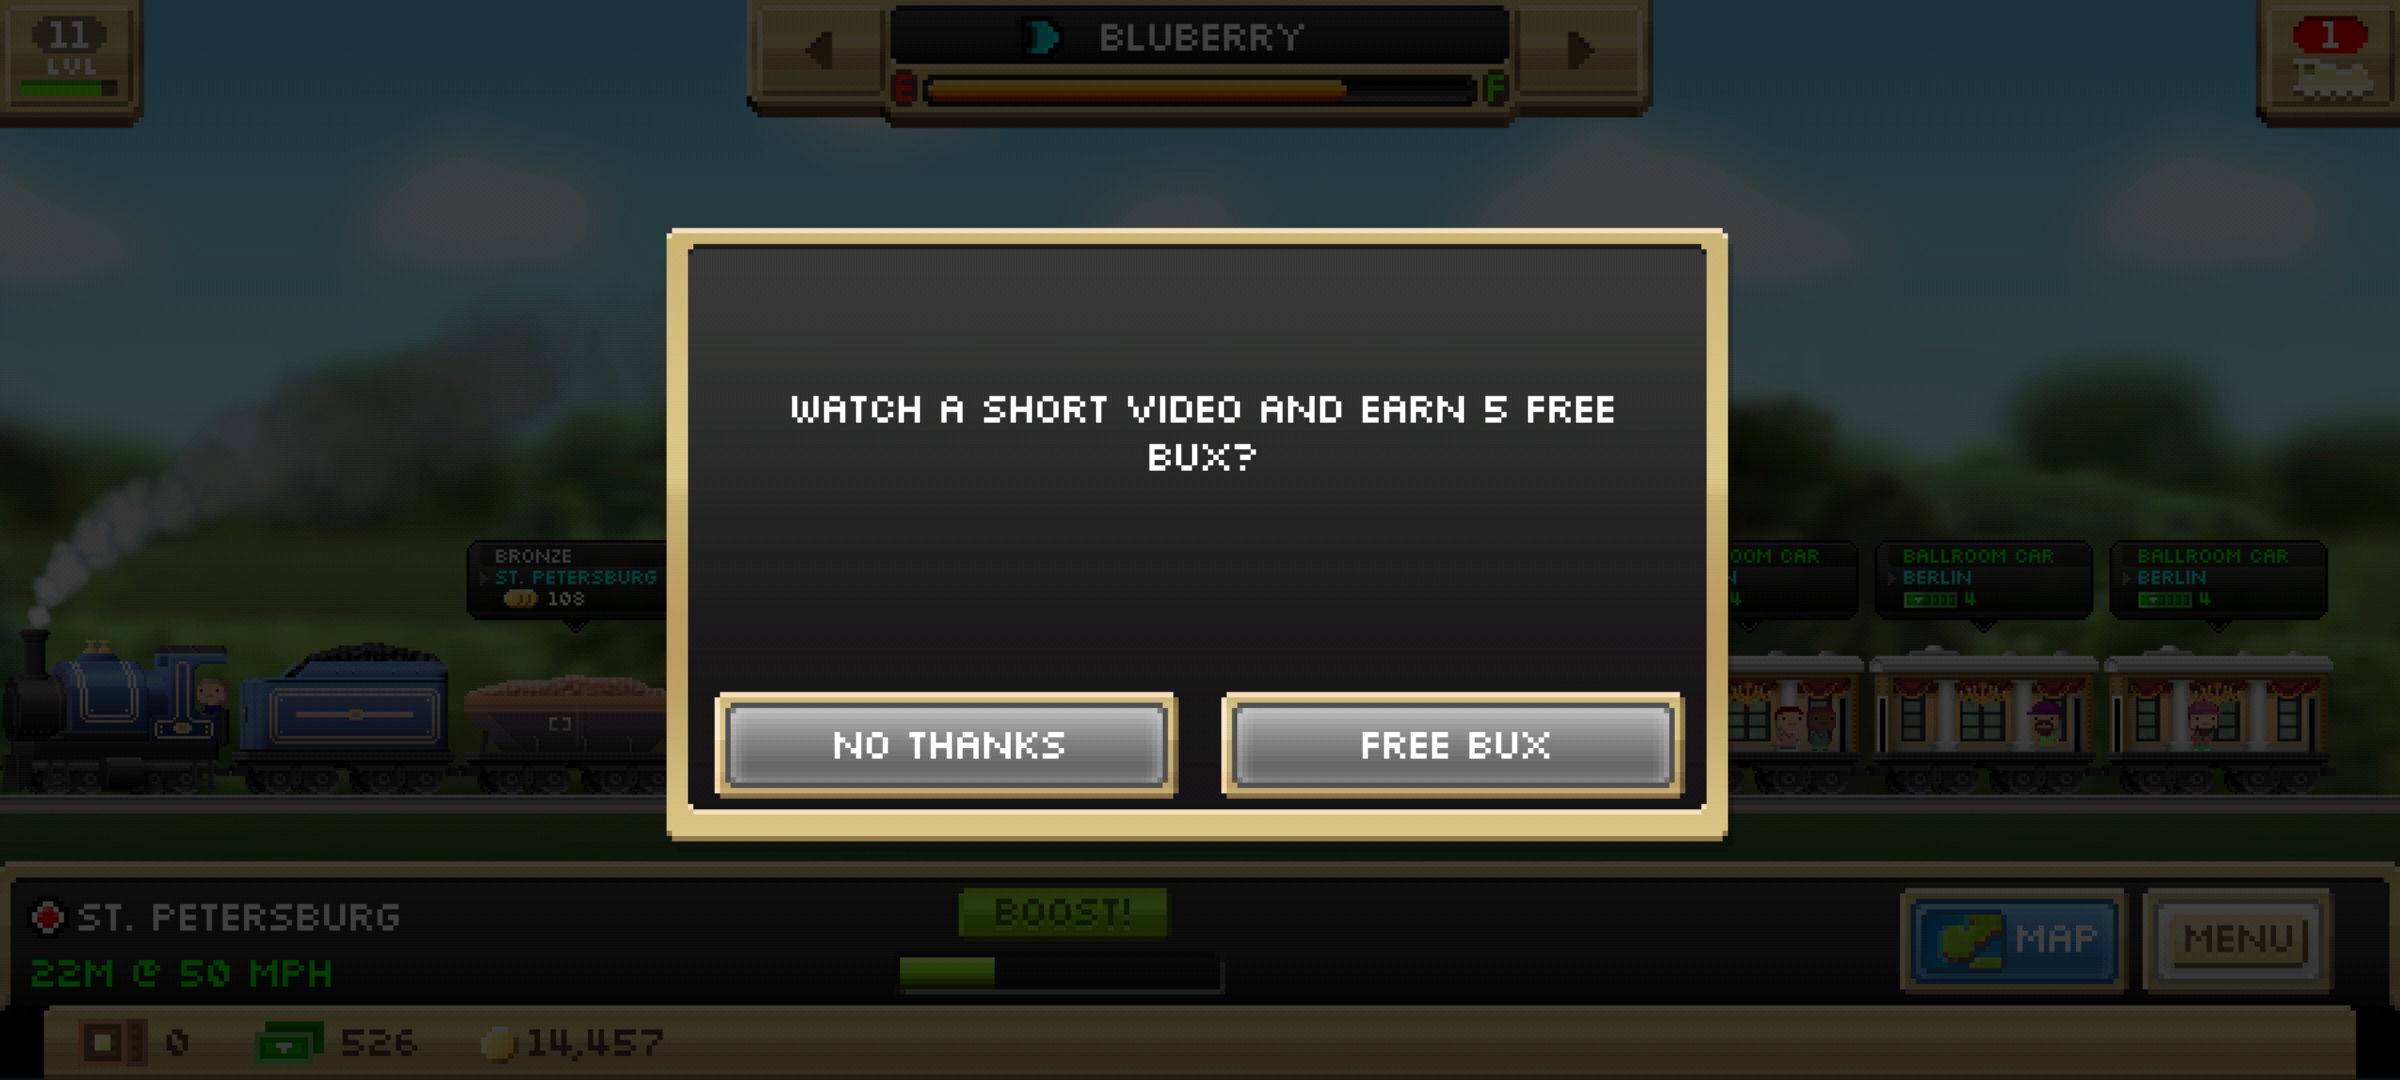 11
LVL
BLUBERRY
E F
1
WATCH A SHORT VIDEO AND EARN 5 FREE
BUX?
NO THANKS
FREE BUX
BRONZE
ST. PETERSBURG
108
OOM CAR
N
4
BALLROOM CAR
BERLIN
4
BALLROOM CAR
BERLIN
4
ST. PETERSBURG
22M @ 50 MPH
BOOST!
MAP
MENU
0
526
14,457